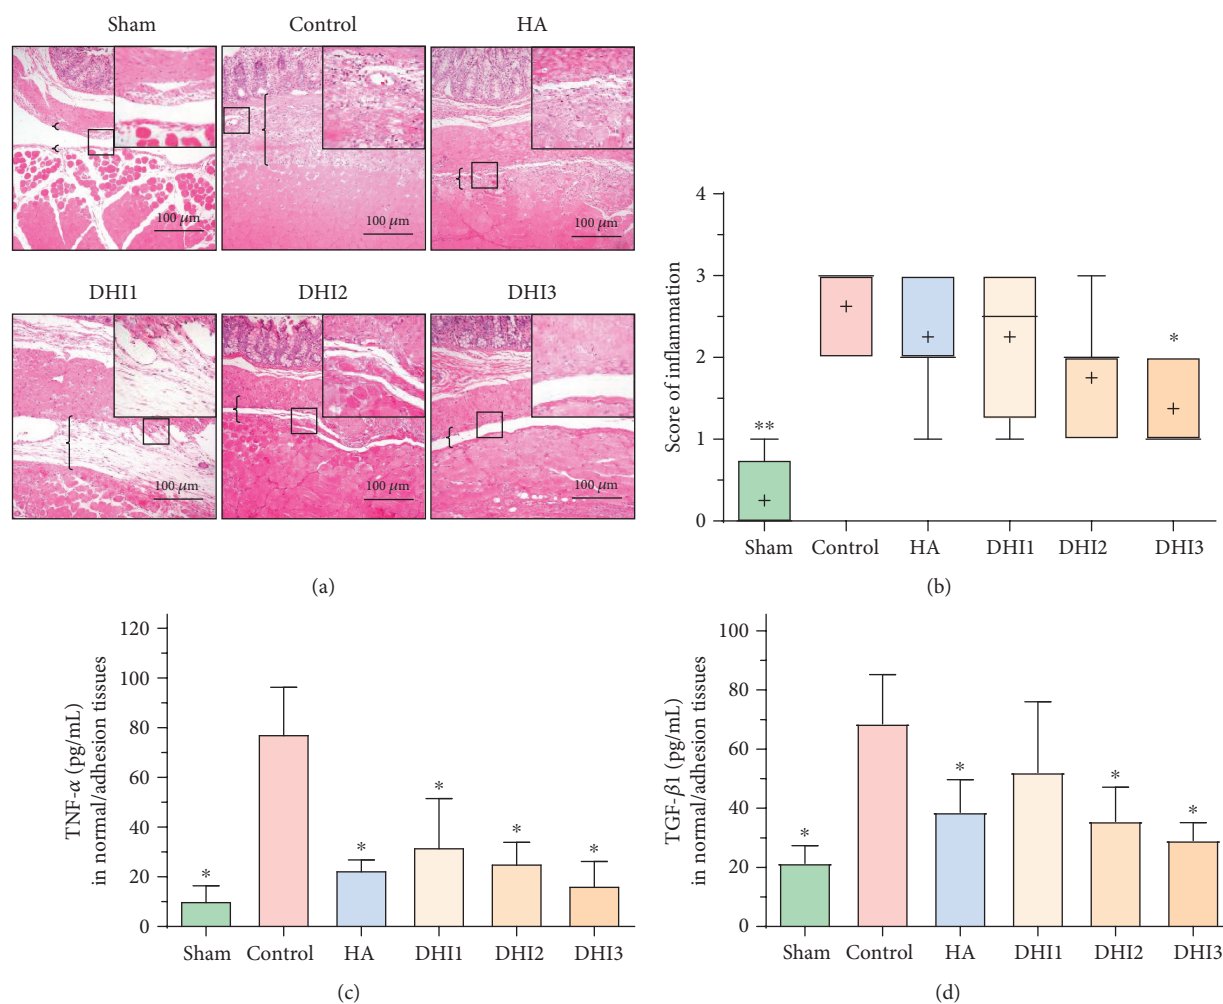 Sham Control HA
100 μm 100 μm 100 μm
DHI1 DHI2 DHI3
100 μm 100 μm 100 μm
(a)
Score of inflammation
4
3
2
1
0
**
*
Sham Control HA DHI1 DHI2 DHI3
(b)
TNF-α (pg/mL)
in normal/adhesion tissues
120
100
80
60
40
20
0
* * * * *
Sham Control HA DHI1 DHI2 DHI3
(c)
TGF-β1 (pg/mL)
in normal/adhesion tissues
100
80
60
40
20
0
* * * *
Sham Control HA DHI1 DHI2 DHI3
(d)